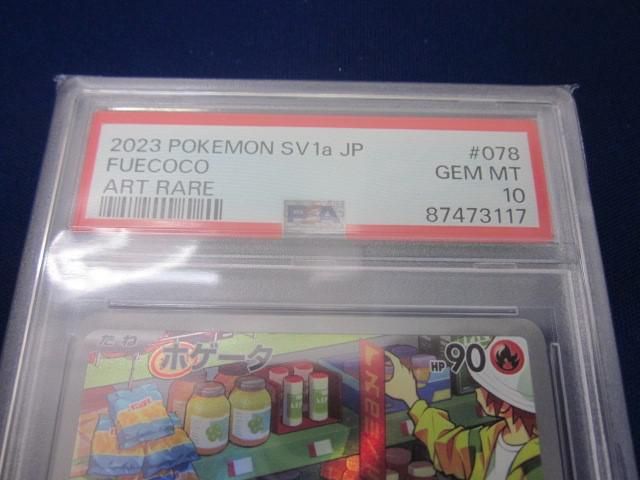 2023 POKEMON SV1a JP
#078
FUECOCO
GEM MT
ART RARE
10
PSA
87473117
たね
ホゲータ
HP 90